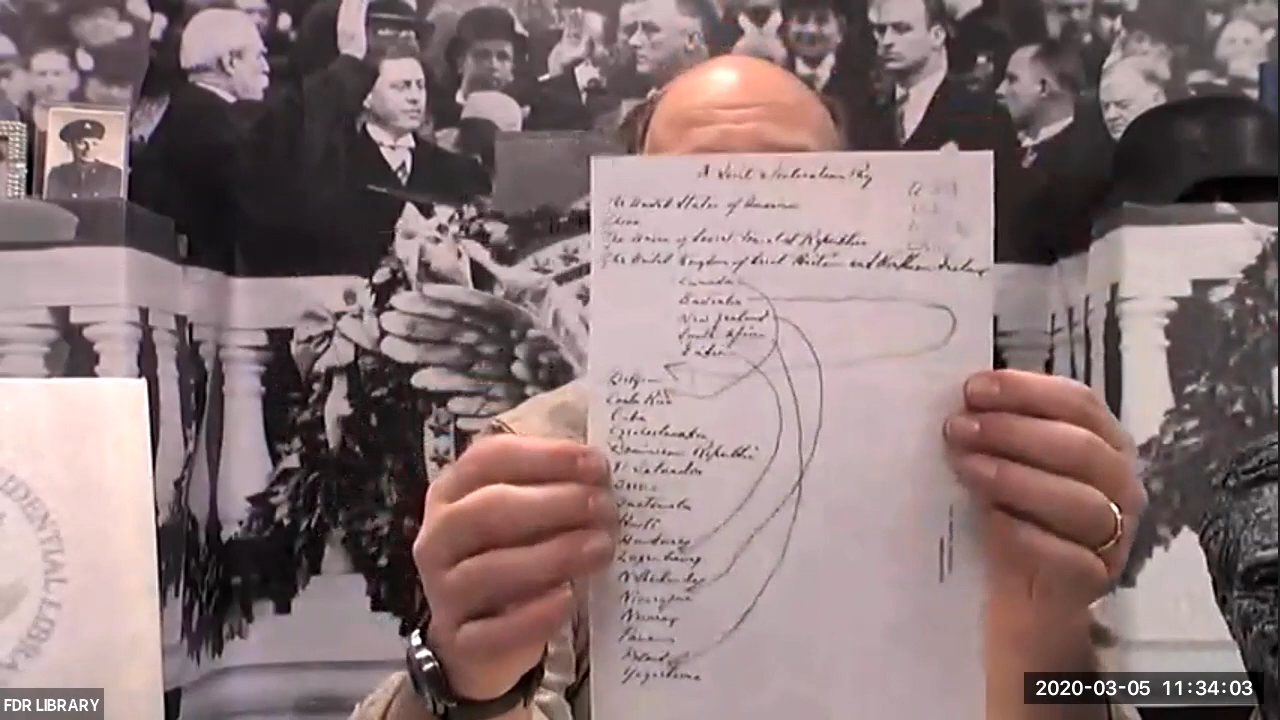 A Joint Declaration By
The United States of America
China
The Union of Soviet Socialist Republics
The United Kingdom of Great Britain and Northern Ireland
Canada
Australia
New Zealand
South Africa
India
Belgium
Costa Rica
Cuba
Czechoslovakia
Dominican Republic
El Salvador
Greece
Guatemala
Haiti
Honduras
Luxembourg
Netherlands
Nicaragua
Norway
Panama
Poland
Yugoslavia
IDENTIAL LIBRA
FDR LIBRARY
2020-03-05 11:34:03